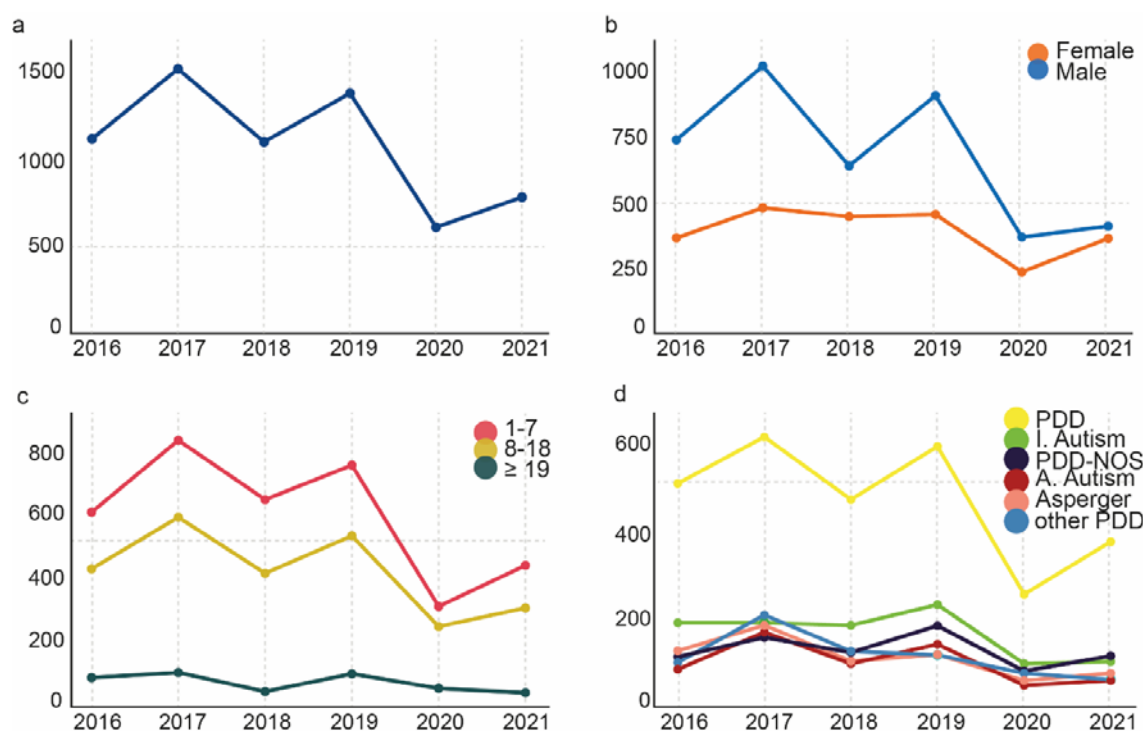 a
1500
1000
500
0
2016 2017 2018 2019 2020 2021
b
Female
Male
1000
750
500
250
0
2016 2017 2018 2019 2020 2021
c
1-7
8-18
≥ 19
800
600
400
200
0
2016 2017 2018 2019 2020 2021
d
PDD
I. Autism
PDD-NOS
A. Autism
Asperger
other PDD
600
400
200
0
2016 2017 2018 2019 2020 2021